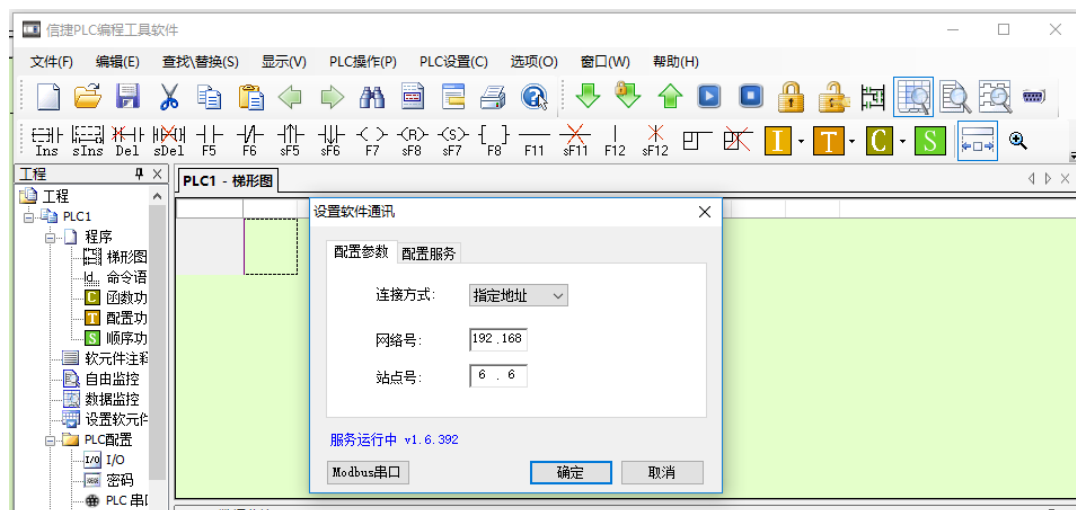 信捷PLC编程工具软件
文件(F) 编辑(E) 查找\替换(S) 显示(V) PLC操作(P) PLC设置(C) 选项(O) 窗口(W) 帮助(H)
Ins sIns Del sDel F5 F6 sF5 sF6 F7 sF8 sF7 F8 F11 sF11 F12 sF12 I T C S
工程
PLC1 - 梯形图
工程
PLC1
程序
梯形图
命令语
函数功
配置功
顺序功
软元件注释
自由监控
数据监控
设置软元件
PLC配置
I/O
密码
PLC 串
设置软件通讯
配置参数 配置服务
连接方式: 指定地址
网络号: 192 .168
站点号: 6 . 6
服务运行中 v1.6.392
Modbus串口 确定 取消